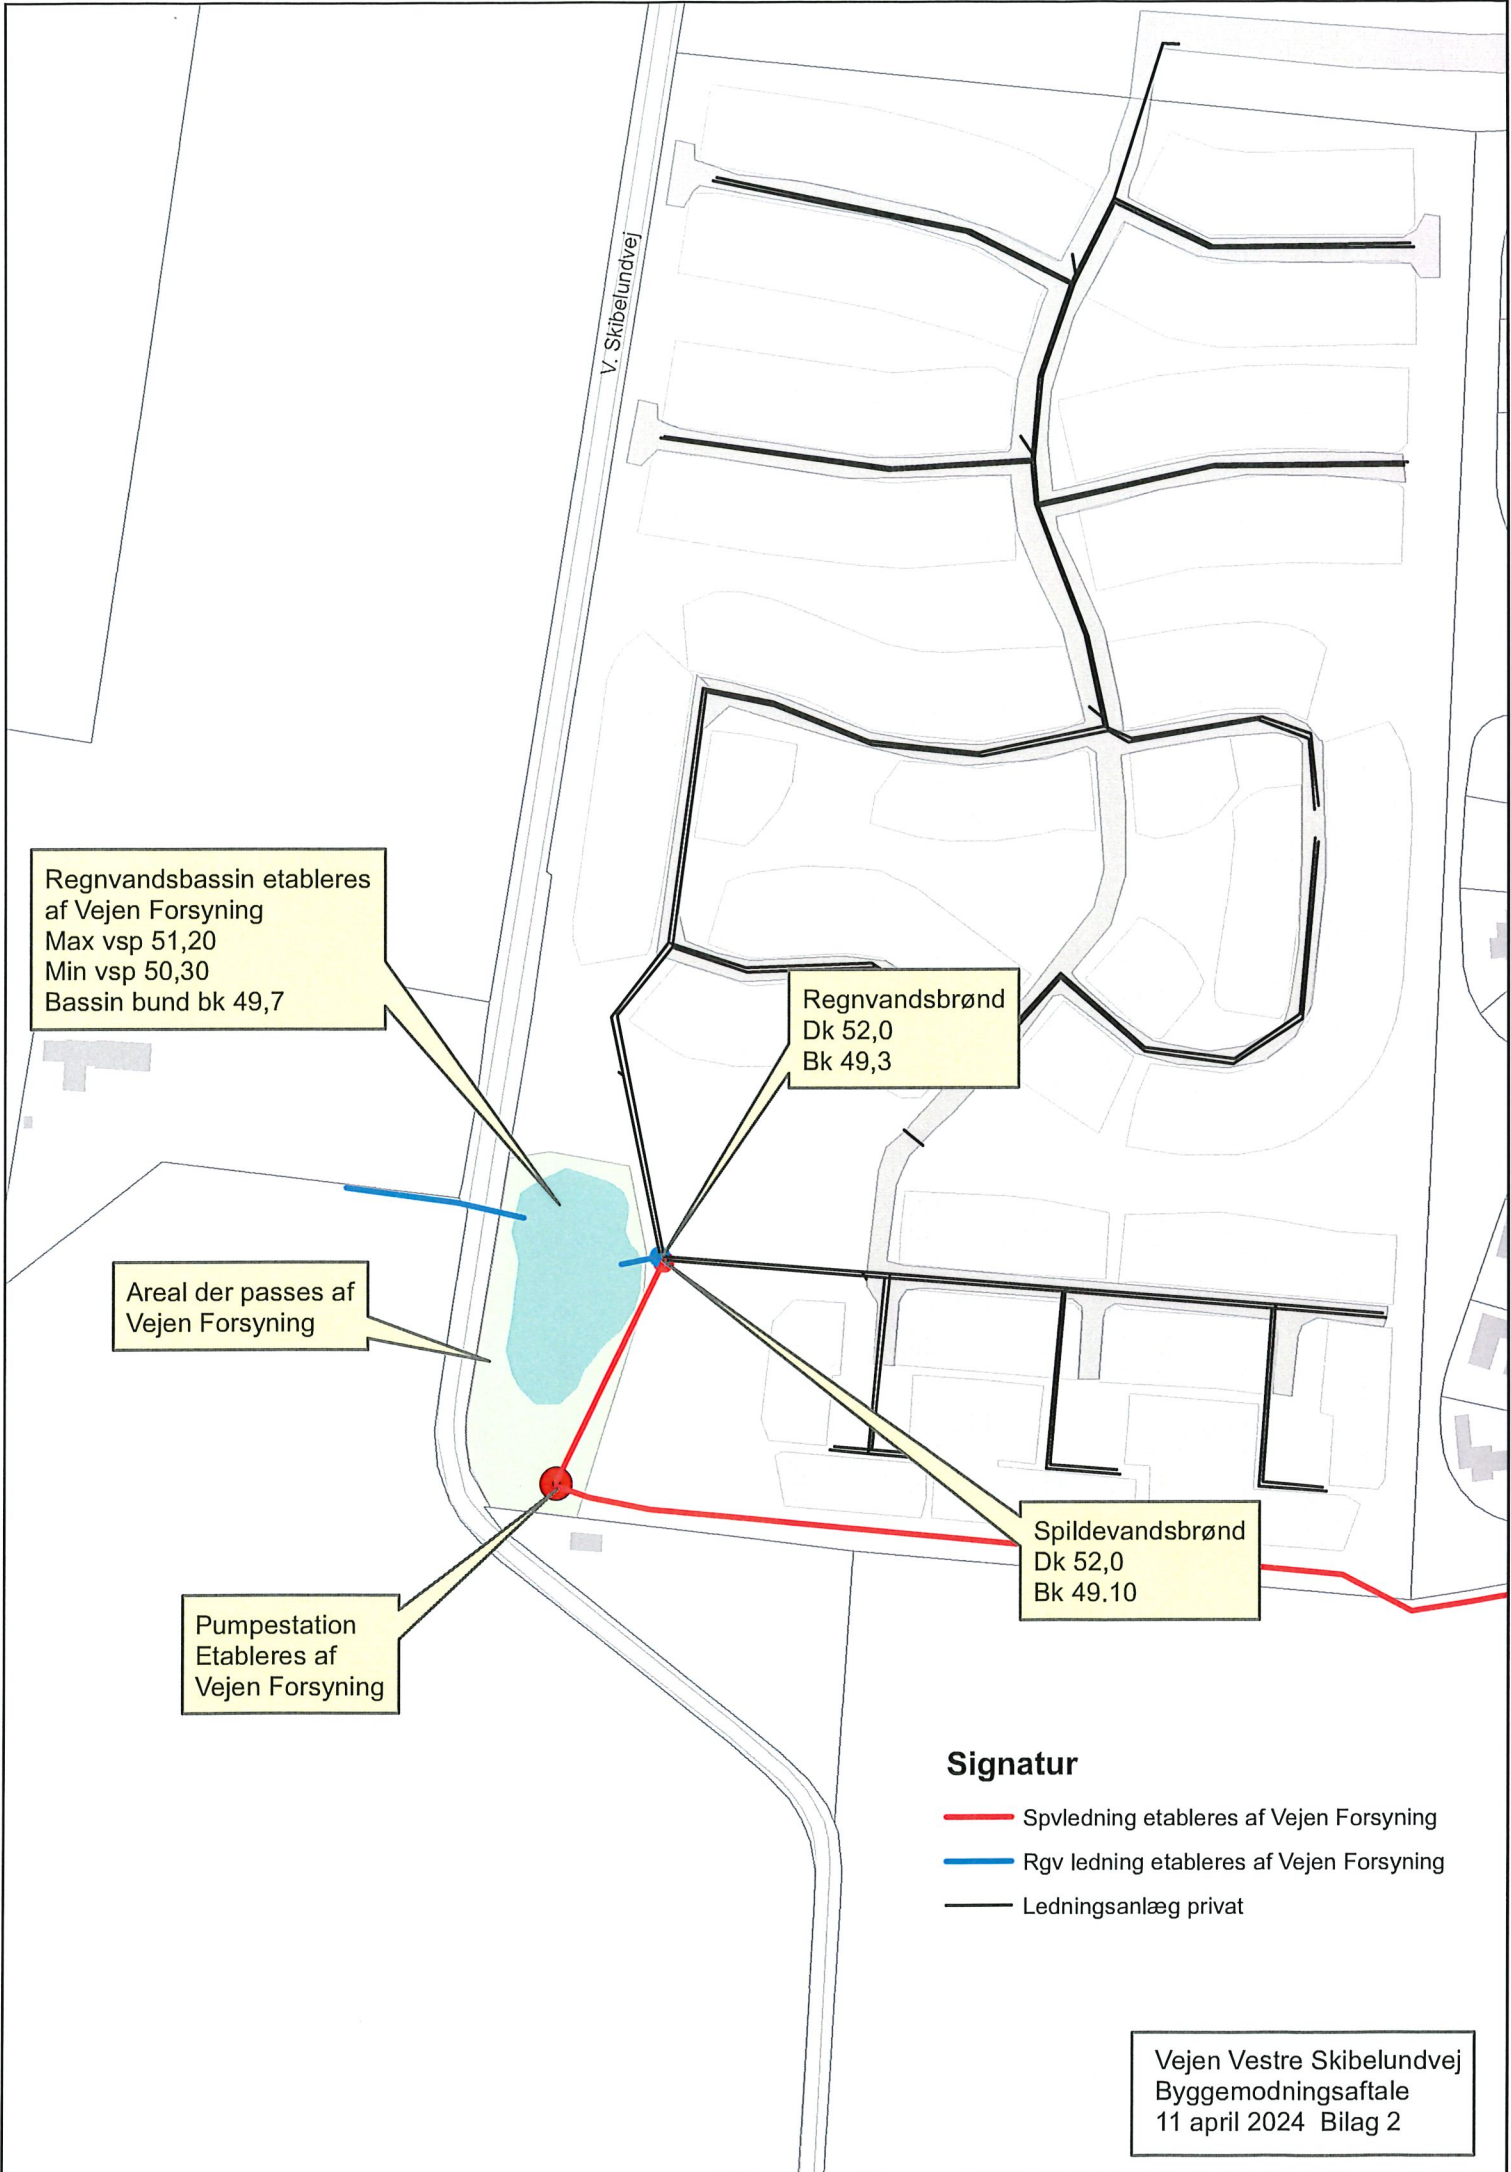 V. Skibelundvej
Regnvandsbassin etableres
af Vejen Forsyning
Max vsp 51,20
Min vsp 50,30
Bassin bund bk 49,7
Regnvandsbrønd
Dk 52,0
Bk 49,3
Areal der passes af
Vejen Forsyning
Spildevandsbrønd
Dk 52,0
Bk 49.10
Pumpestation
Etableres af
Vejen Forsyning
Signatur
Spvledning etableres af Vejen Forsyning
Rgv ledning etableres af Vejen Forsyning
Ledningsanlæg privat
Vejen Vestre Skibelundvej
Byggemodningsaftale
11 april 2024 Bilag 2